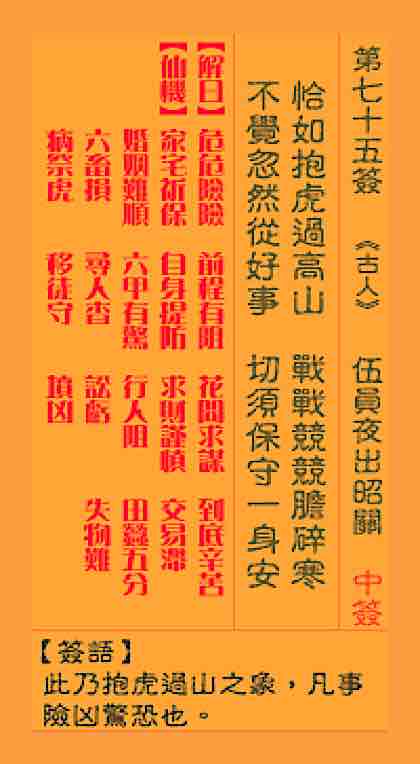 第七十五簽 《古人》 伍員夜出昭關 中簽
恰如抱虎過高山 戰戰競競膽碎寒
不覺忽然從好事 切須保守一身安
【解曰】危危險險 前程有阻 花開求謀 到底辛苦
【仙機】家宅祈保 自身提防 求財謹慎 交易滯
婚姻難順 六甲有驚 行人阻 田蠶五分
六畜損 尋人杳 訟虧 失物難
病祭虎 移徒守 墳凶
【簽語】
此乃抱虎過山之象，凡事
險凶驚恐也。